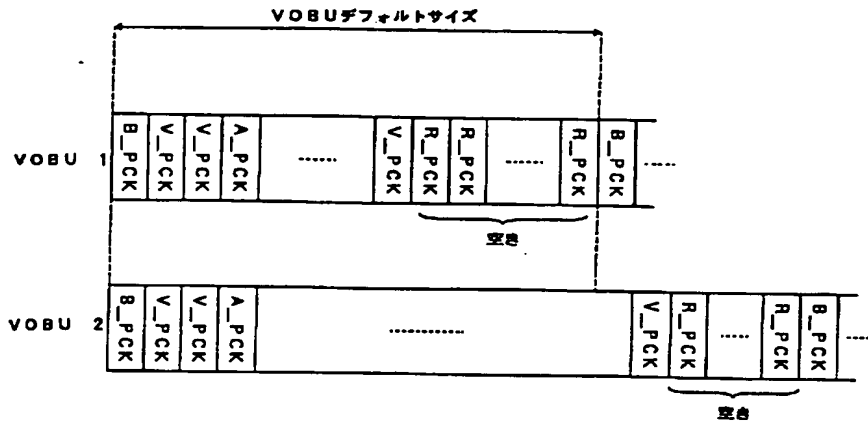 VOBUデフォルトサイズ
VOBU 1
B_PCK
V_PCK
V_PCK
A_PCK
......
V_PCK
R_PCK
R_PCK
......
R_PCK
B_PCK
.....
空き
VOBU 2
B_PCK
V_PCK
V_PCK
A_PCK
..........
V_PCK
R_PCK
.....
R_PCK
B_PCK
....
空き